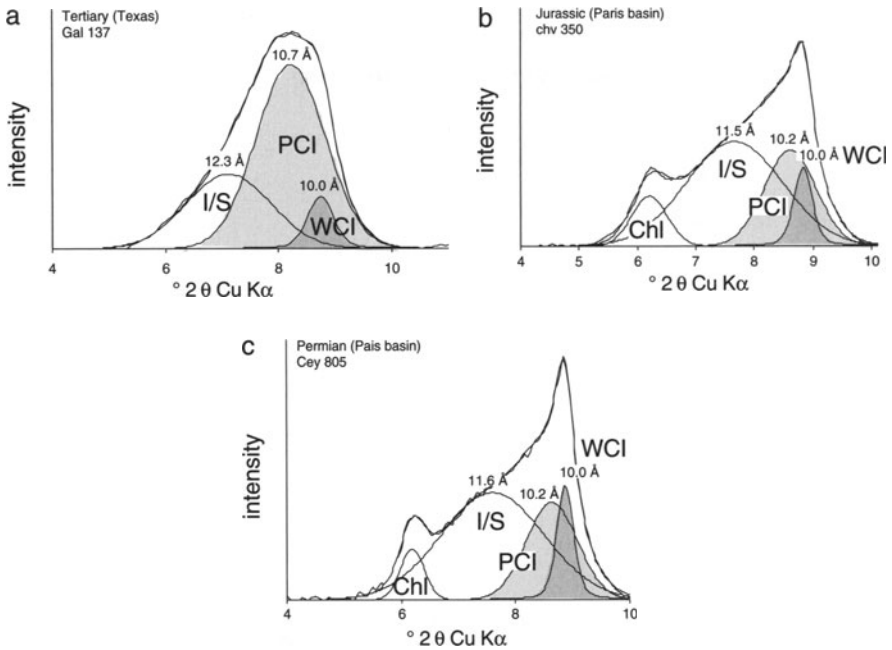 a
Tertiary (Texas)
Gal 137
intensity
10.7 Å
PCI
12.3 Å
I/S
10.0 Å
WCI
4 6 8 10
° 2 θ Cu Kα
b
Jurassic (Paris basin)
chv 350
intensity
11.5 Å
I/S
10.2 Å
10.0 Å
WCI
PCI
Chl
4 5 6 7 8 9 10
° 2 θ Cu Kα
c
Permian (Pais basin)
Cey 805
intensity
11.6 Å
I/S
10.2 Å
10.0 Å
WCI
PCI
Chl
4 6 8 10
° 2 θ Cu Kα